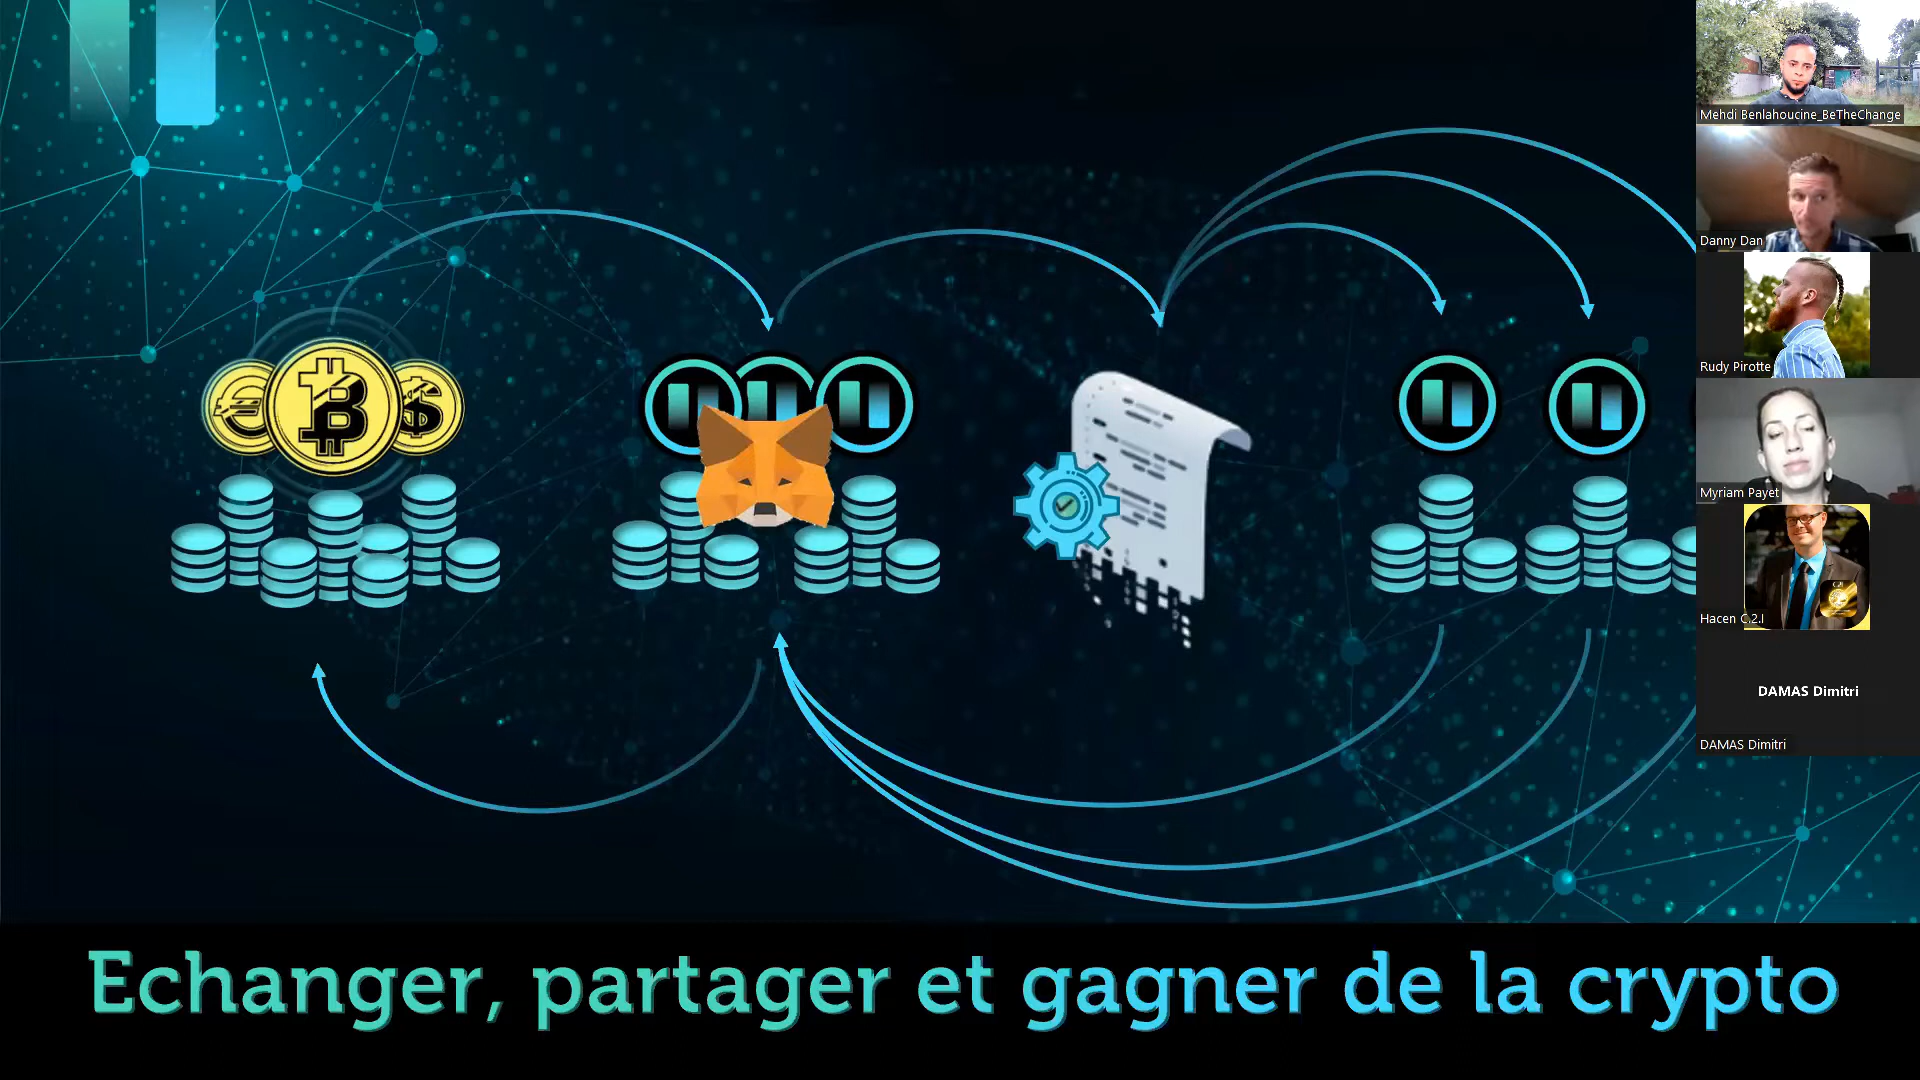 Mehdi Benlahoucine_BeTheChange
Danny Dan
Rudy Pirotte
Myriam Payet
Hacen C.2.I
DAMAS Dimitri
DAMAS Dimitri
Echanger, partager et gagner de la crypto